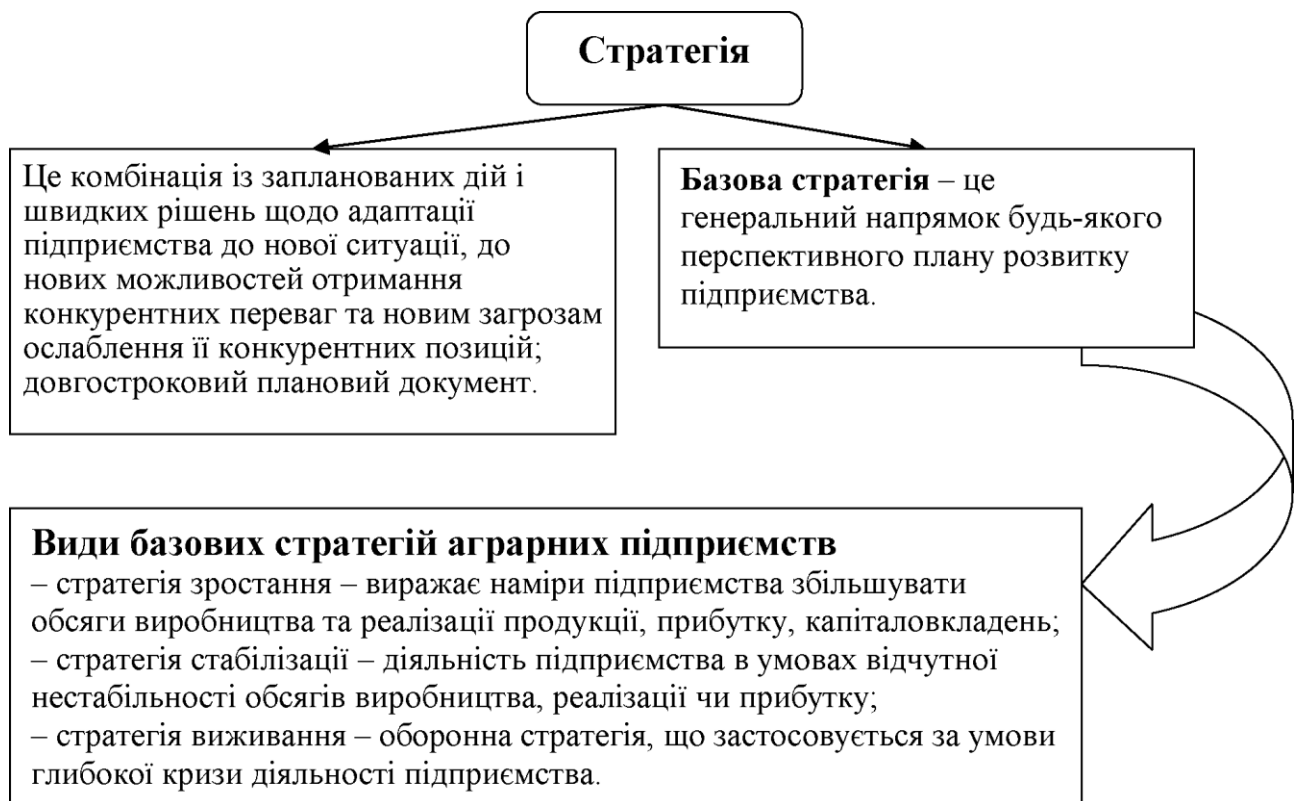 Стратегія
Це комбінація із запланованих дій і
швидких рішень щодо адаптації
підприємства до нової ситуації, до
нових можливостей отримання
конкурентних переваг та новим загрозам
ослаблення її конкурентних позицій;
довгостроковий плановий документ.
Базова стратегія – це
генеральний напрямок будь-якого
перспективного плану розвитку
підприємства.
Види базових стратегій аграрних підприємств
– стратегія зростання – виражає наміри підприємства збільшувати
обсяги виробництва та реалізації продукції, прибутку, капіталовкладень;
– стратегія стабілізації – діяльність підприємства в умовах відчутної
нестабільності обсягів виробництва, реалізації чи прибутку;
– стратегія виживання – оборонна стратегія, що застосовується за умови
глибокої кризи діяльності підприємства.